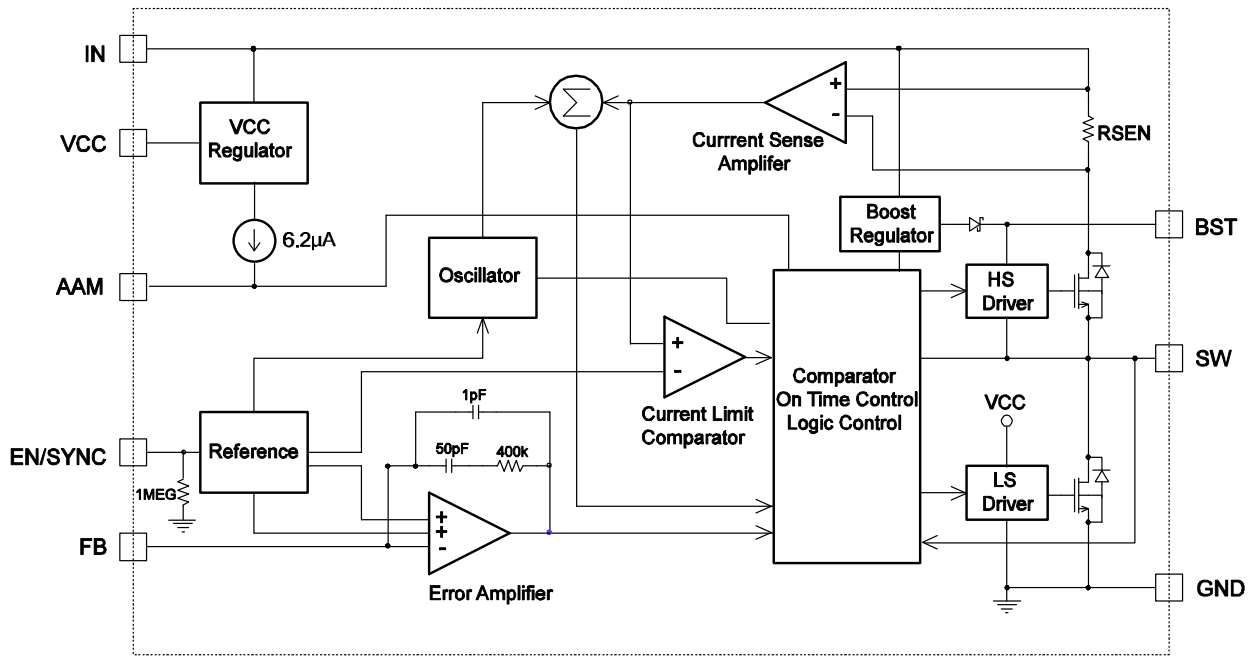 IN
VCC
Regulator
VCC
+
-
Currrent Sense
Amplifer
RSEN
Boost
Regulator
BST
6.2µA
Oscillator
AAM
HS
Driver
+
-
SW
Comparator
On Time Control
Logic Control
1pF
Current Limit
Comparator
VCC
EN/SYNC
Reference
50pF
400k
LS
Driver
1MEG
+
+
-
FB
Error Amplifier
GND
Σ